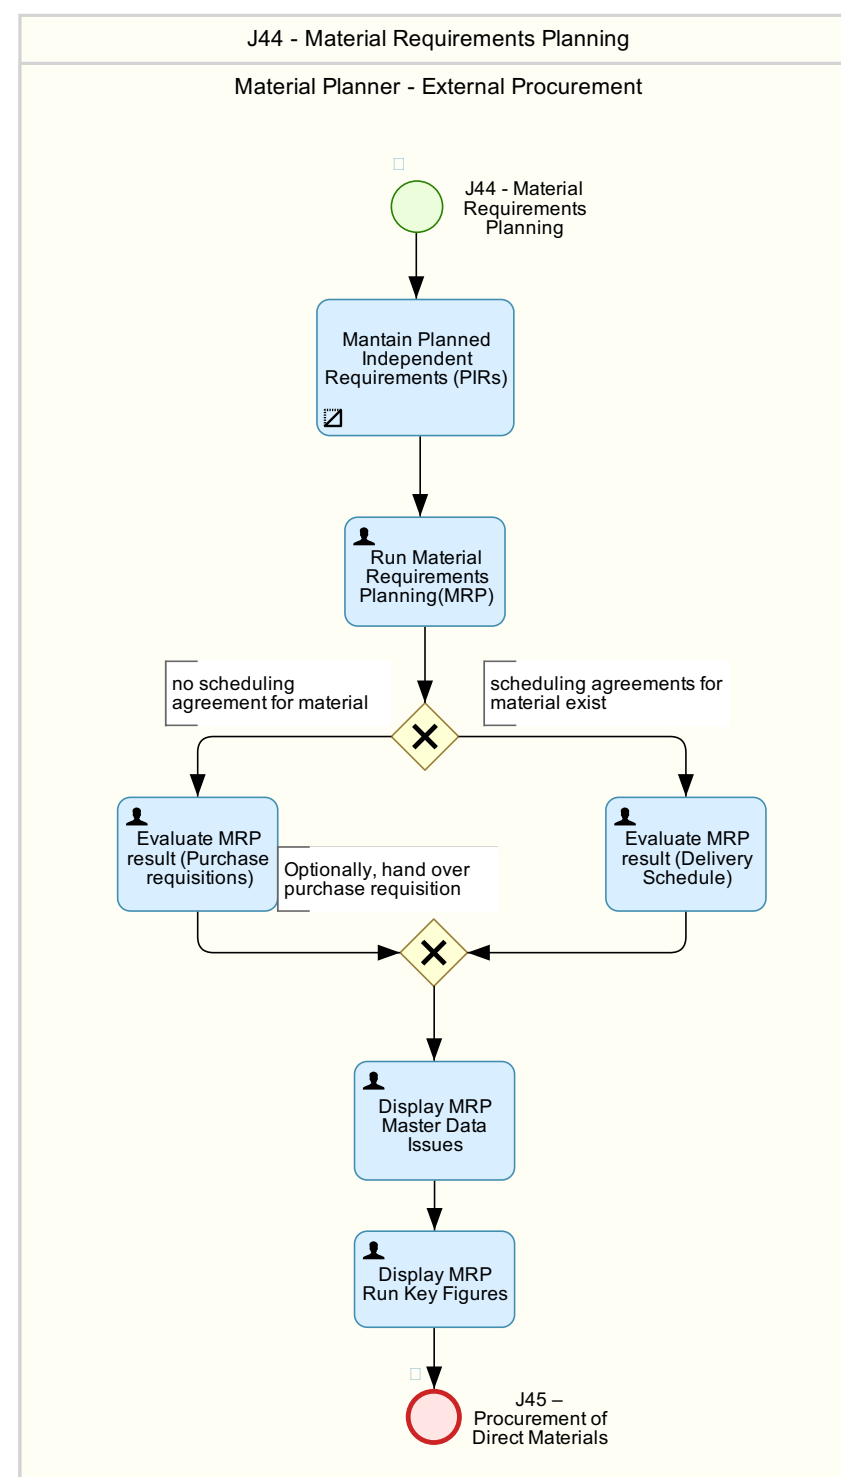 J44 - Material Requirements Planning
Material Planner - External Procurement
J44 - Material
Requirements
Planning
Mantain Planned
Independent
Requirements (PIRs)
Run Material
Requirements
Planning(MRP)
no scheduling
agreement for material
scheduling agreements for
material exist
Evaluate MRP
result (Purchase
requisitions)
Optionally, hand over
purchase requisition
Evaluate MRP
result (Delivery
Schedule)
Display MRP
Master Data
Issues
Display MRP
Run Key Figures
J45 –
Procurement of
Direct Materials